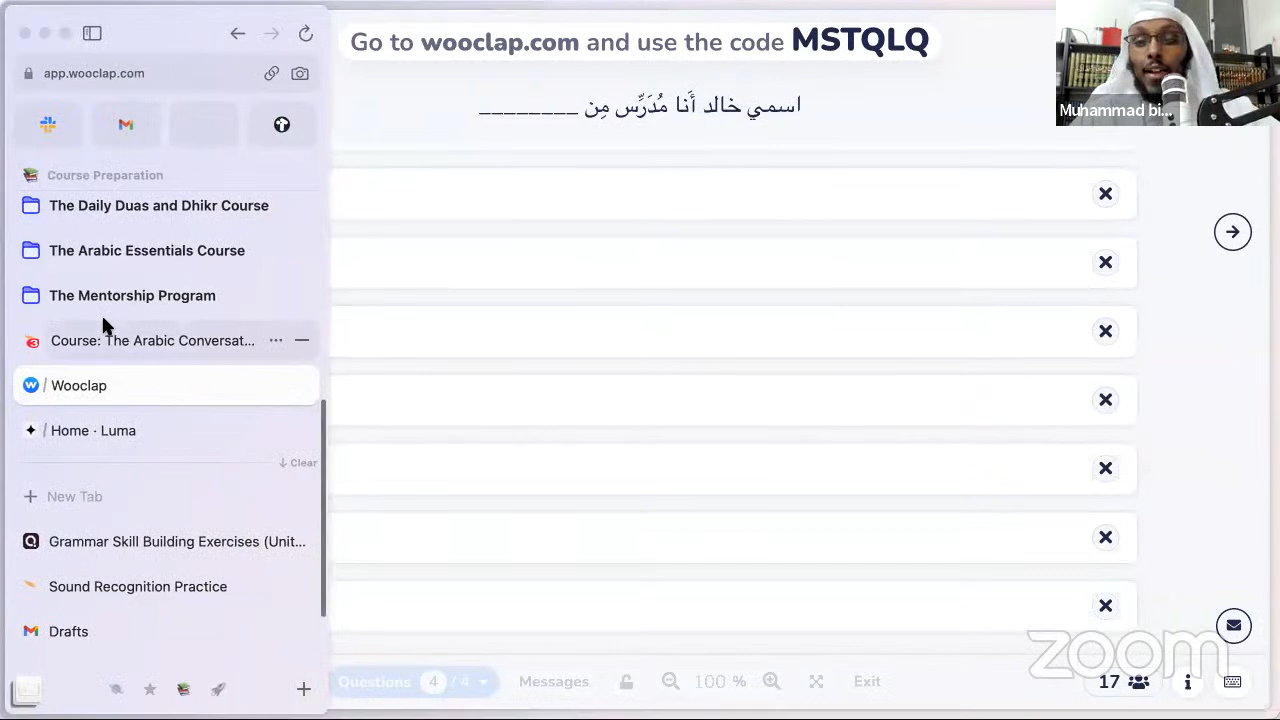 app.wooclap.com
Course Preparation
The Daily Duas and Dhikr Course
The Arabic Essentials Course
The Mentorship Program
Course: The Arabic Conversat...
/ Wooclap
/ Home · Luma
Clear
New Tab
Grammar Skill Building Exercises (Unit...
Sound Recognition Practice
Drafts
Go to wooclap.com and use the code MSTQLQ
اسمي خالد أَنا مُدَرِّس مِن ________
Muhammad bi...
Questions 4 / 4
Messages
100 %
Exit
17
zoom